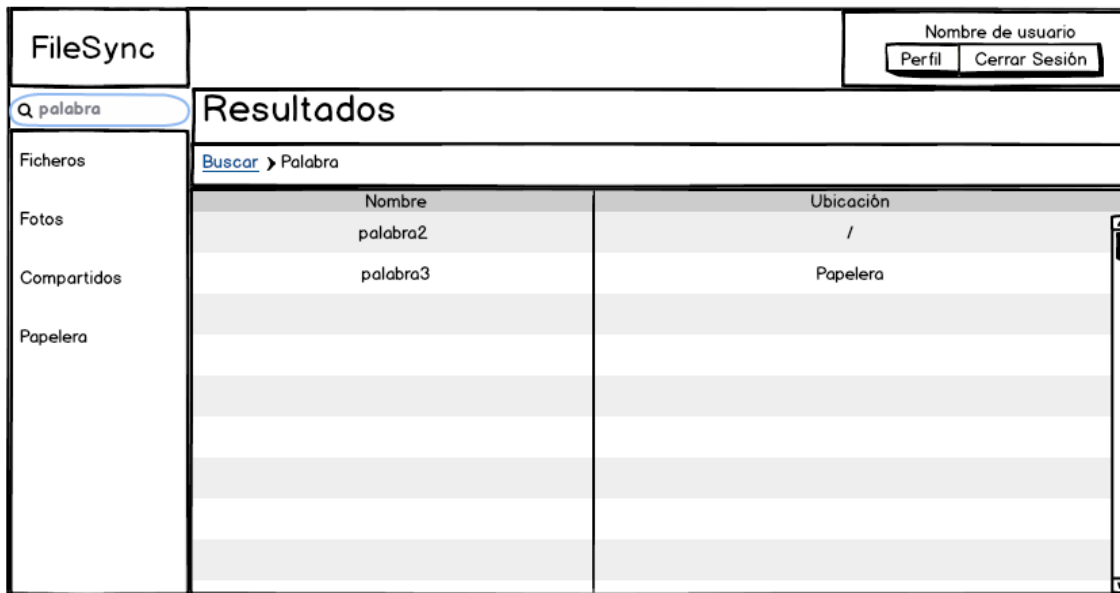 FileSync
Nombre de usuario
Perfil Cerrar Sesión
palabra
Resultados
Ficheros
Buscar ❯ Palabra
Fotos
Compartidos
Papelera
Nombre Ubicación
palabra2 /
palabra3 Papelera